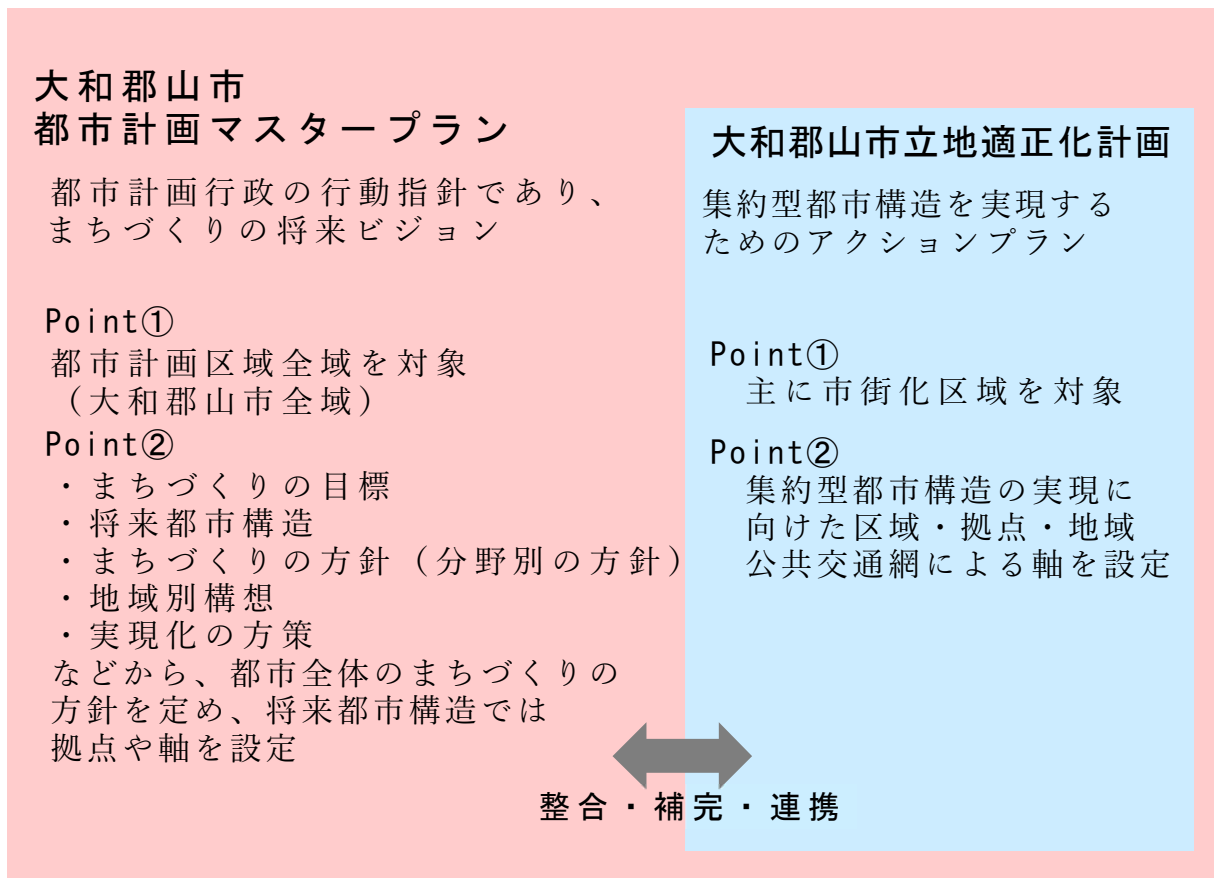 大和郡山市
都市計画マスタープラン
都市計画行政の行動指針であり、
まちづくりの将来ビジョン
Point①
都市計画区域全域を対象
（大和郡山市全域）
Point②
・まちづくりの目標
・将来都市構造
・まちづくりの方針（分野別の方針）
・地域別構想
・実現化の方策
などから、都市全体のまちづくりの
方針を定め、将来都市構造では
拠点や軸を設定
大和郡山市立地適正化計画
集約型都市構造を実現する
ためのアクションプラン
Point①
主に市街化区域を対象
Point②
集約型都市構造の実現に
向けた区域・拠点・地域
公共交通網による軸を設定
整合・補完・連携